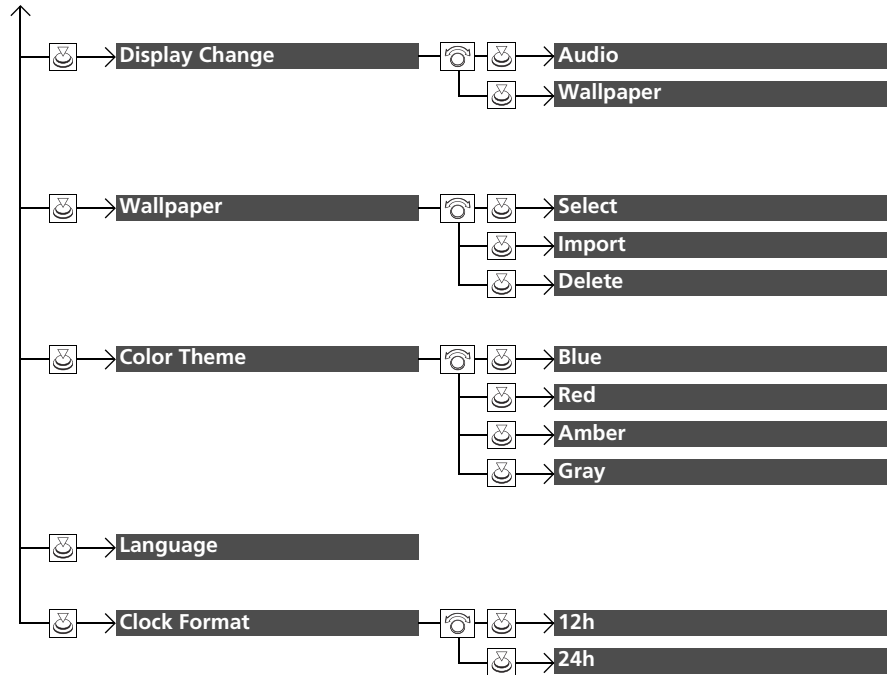 Display Change
Audio
Wallpaper
Wallpaper
Select
Import
Delete
Color Theme
Blue
Red
Amber
Gray
Language
Clock Format
12h
24h